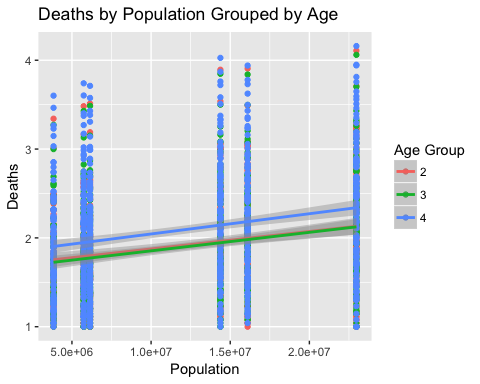 Deaths by Population Grouped by Age
4
3
2
1
Deaths
5.0e+06 1.0e+07 1.5e+07 2.0e+07
Population
Age Group
2
3
4